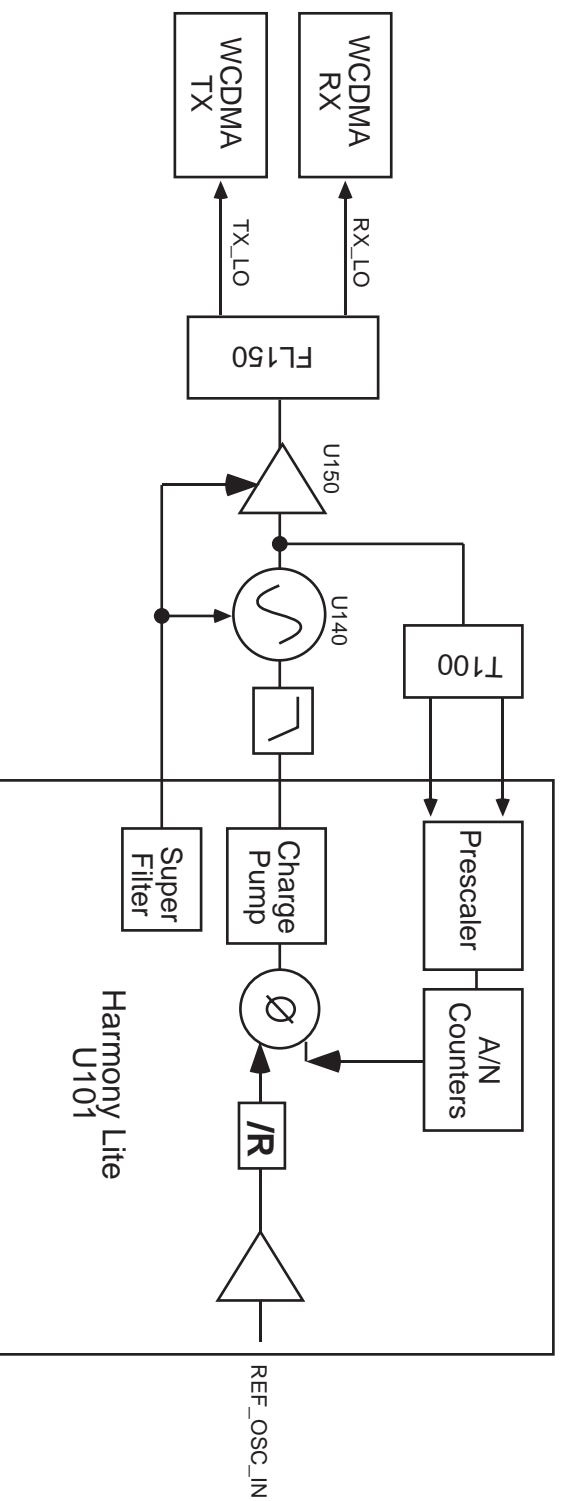 WCDMA
TX
WCDMA
RX
TX_LO
RX_LO
FL150
U150
U140
T100
Super
Filter
Charge
Pump
Prescaler
A/N
Counters
Ø
/R
Harmony Lite
U101
REF_OSC_IN